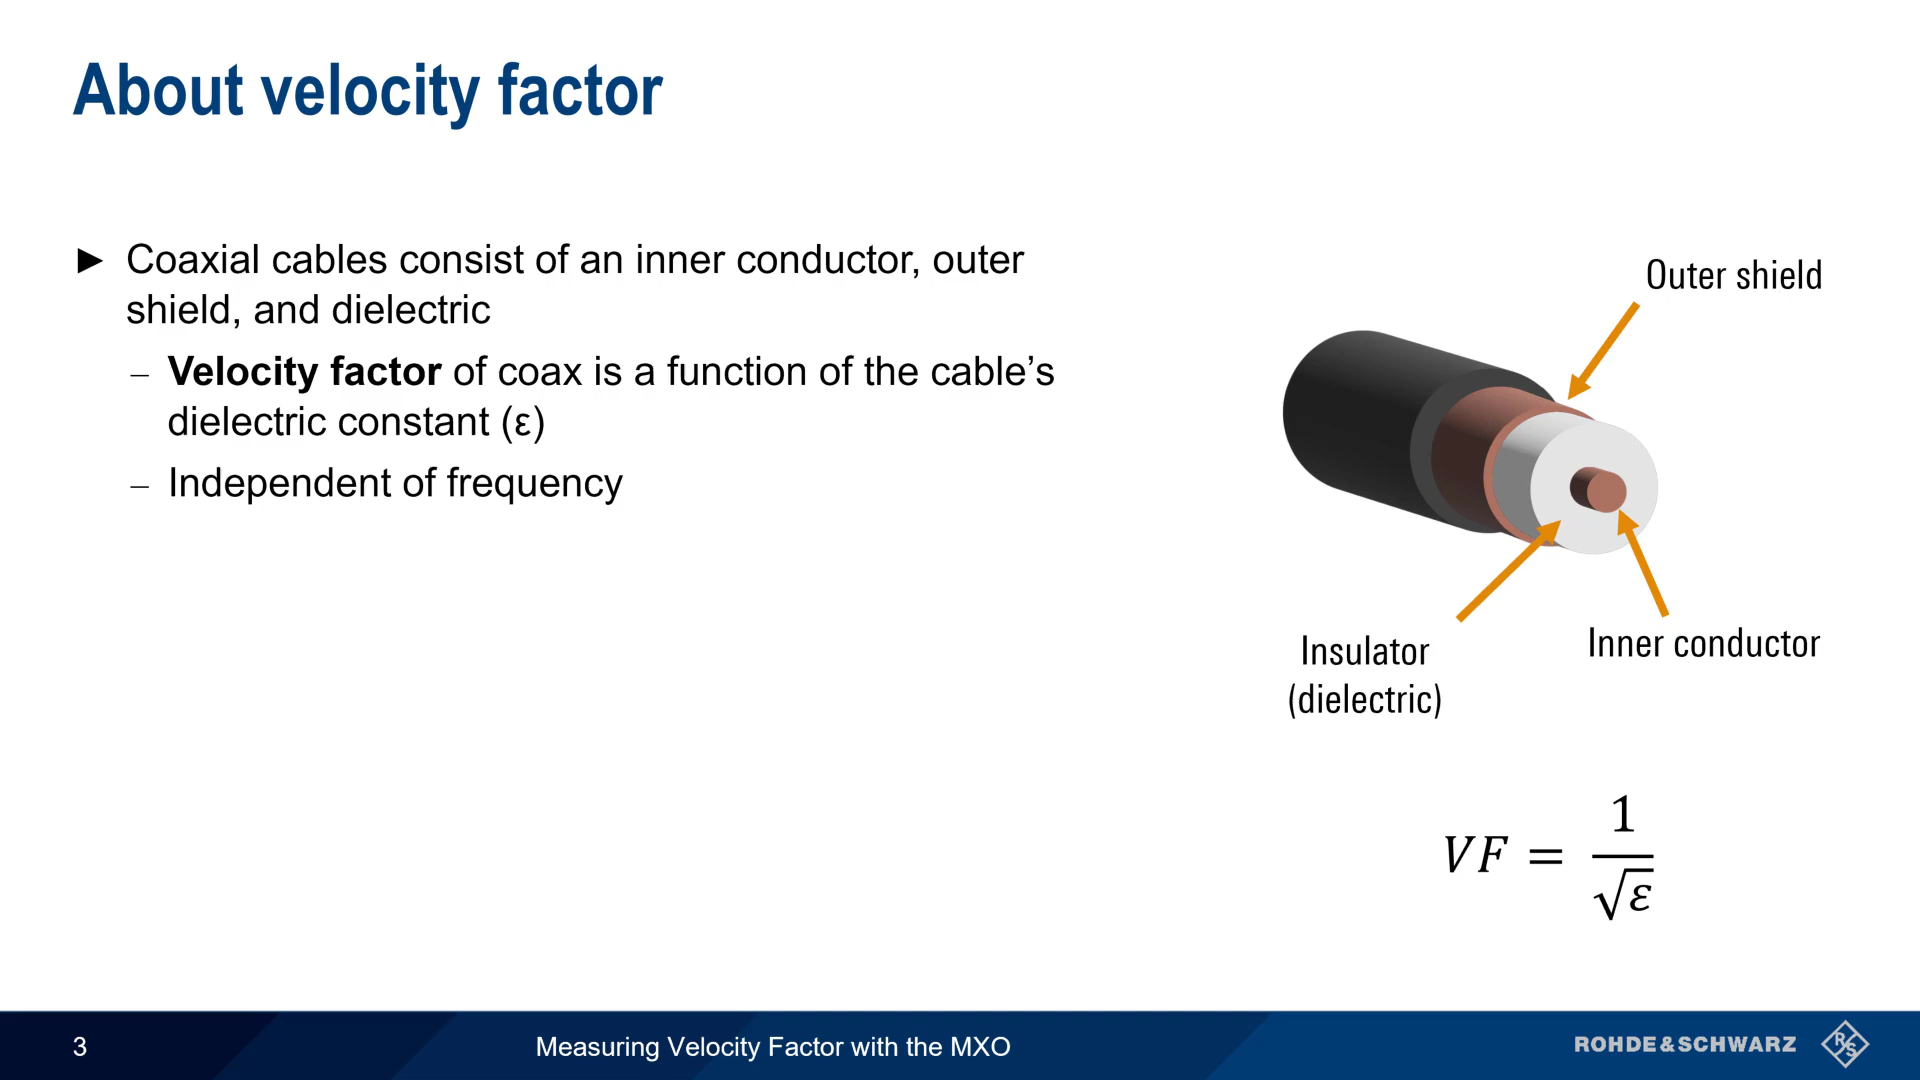 About velocity factor
► Coaxial cables consist of an inner conductor, outer
shield, and dielectric
– Velocity factor of coax is a function of the cable’s
dielectric constant (ε)
– Independent of frequency
Outer shield
Insulator
(dielectric)
Inner conductor
VF = 1/√ε
3
Measuring Velocity Factor with the MXO
ROHDE&SCHWARZ
R&S